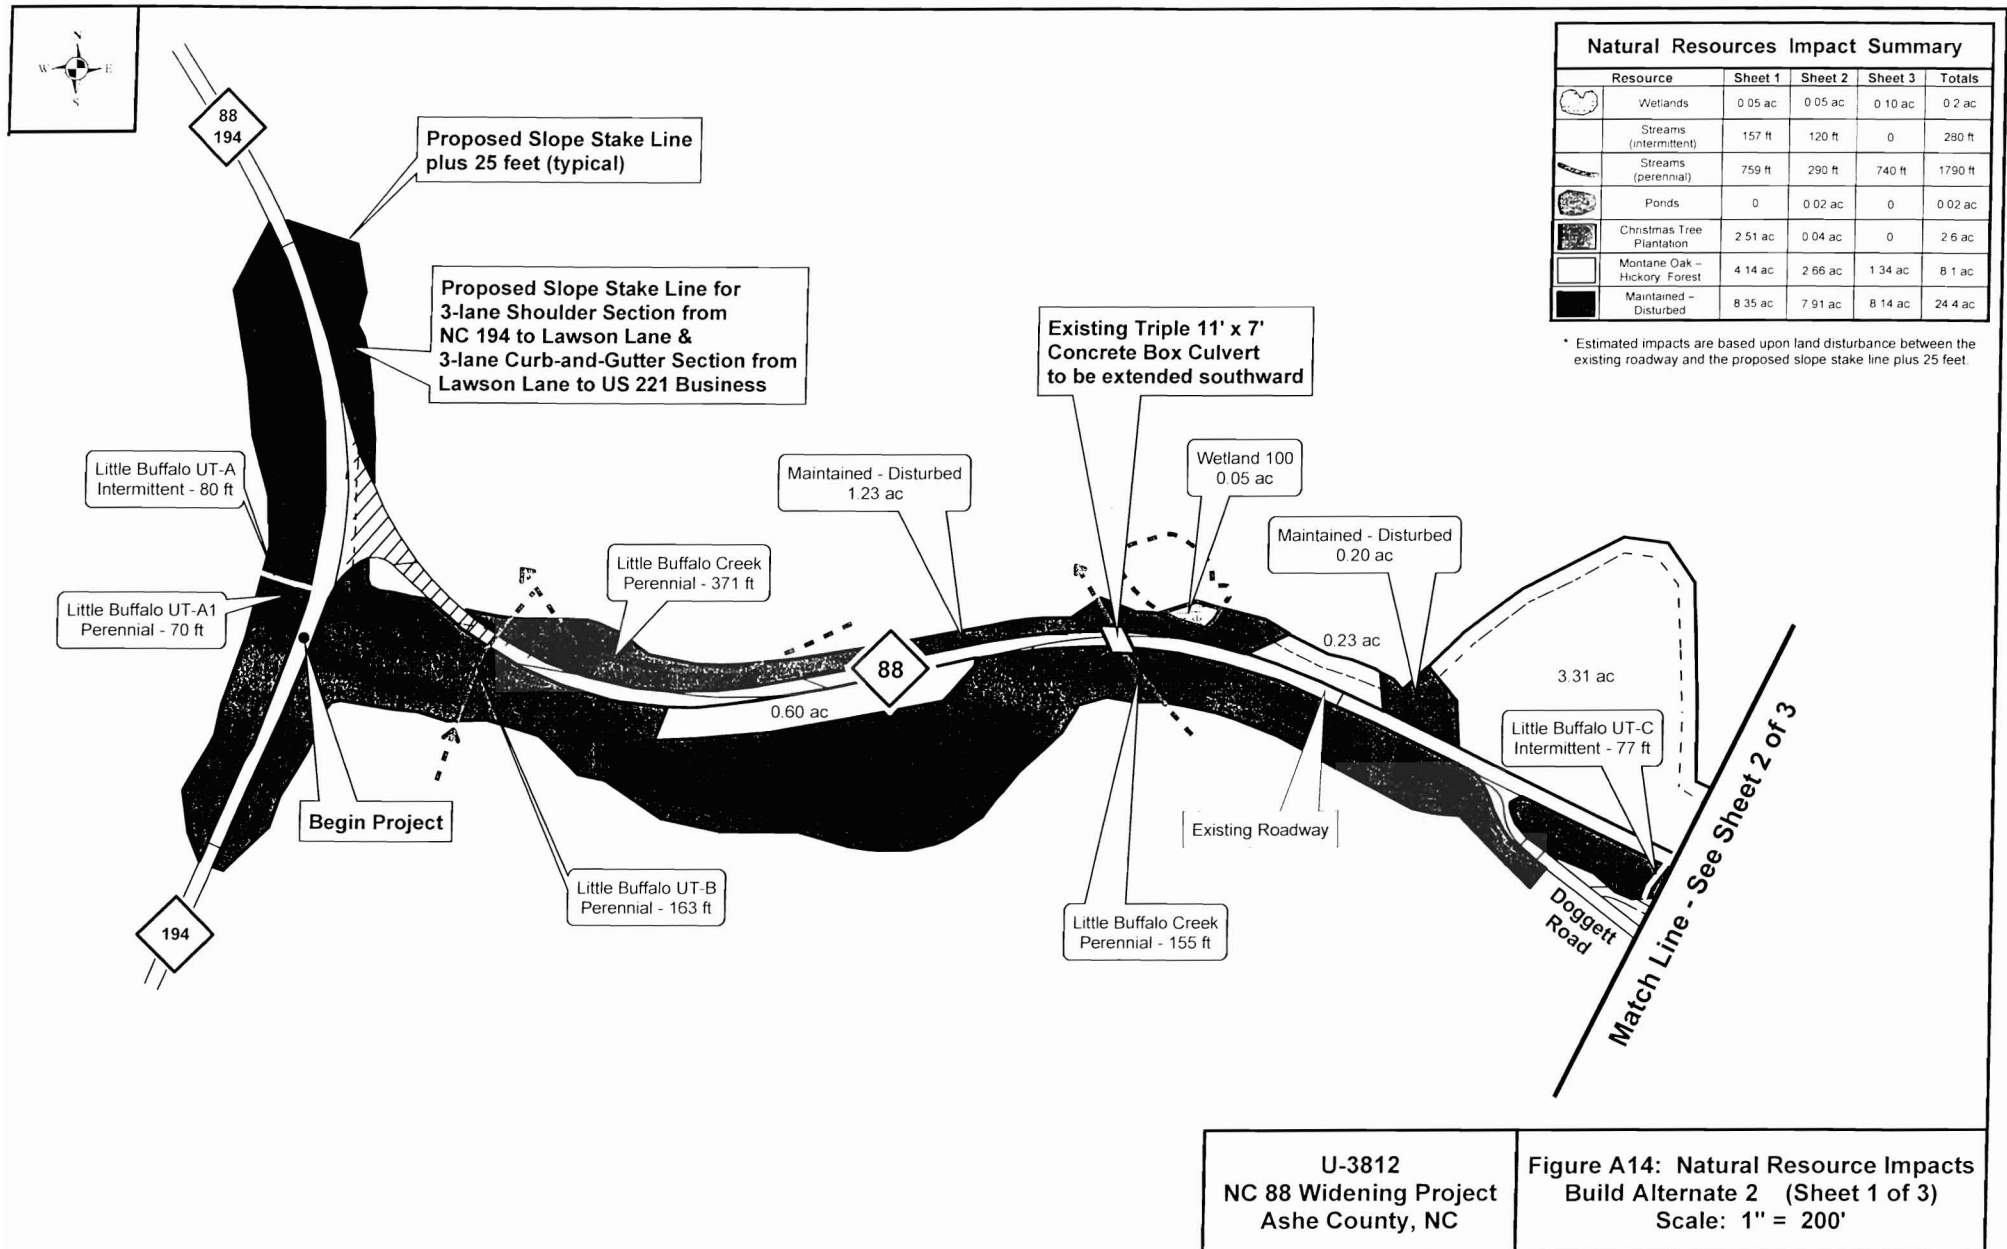 N
W E
S
88
194
Proposed Slope Stake Line
plus 25 feet (typical)
Proposed Slope Stake Line for
3-lane Shoulder Section from
NC 194 to Lawson Lane &
3-lane Curb-and-Gutter Section from
Lawson Lane to US 221 Business
Natural Resources Impact Summary
Resource Sheet 1 Sheet 2 Sheet 3 Totals
Wetlands 0 05 ac 0 05 ac 0 10 ac 0 2 ac
Streams
(intermittent) 157 ft 120 ft 0 280 ft
Streams
(perennial) 759 ft 290 ft 740 ft 1790 ft
Ponds 0 0 02 ac 0 0 02 ac
Christmas Tree
Plantation 2 51 ac 0 04 ac 0 2 6 ac
Montane Oak –
Hickory Forest 4 14 ac 2 66 ac 1 34 ac 8 1 ac
Maintained –
Disturbed 8 35 ac 7 91 ac 8 14 ac 24 4 ac
* Estimated impacts are based upon land disturbance between the
existing roadway and the proposed slope stake line plus 25 feet.
Existing Triple 11' x 7'
Concrete Box Culvert
to be extended southward
Little Buffalo UT-A
Intermittent - 80 ft
Maintained - Disturbed
1.23 ac
Wetland 100
0.05 ac
Maintained - Disturbed
0.20 ac
Little Buffalo Creek
Perennial - 371 ft
Little Buffalo UT-A1
Perennial - 70 ft
0.23 ac
88
3.31 ac
0.60 ac
Little Buffalo UT-C
Intermittent - 77 ft
Begin Project
Existing Roadway
Little Buffalo UT-B
Perennial - 163 ft
Little Buffalo Creek
Perennial - 155 ft
Doggett
Road
Match Line - See Sheet 2 of 3
194
U-3812
NC 88 Widening Project
Ashe County, NC
Figure A14: Natural Resource Impacts
Build Alternate 2 (Sheet 1 of 3)
Scale: 1" = 200'